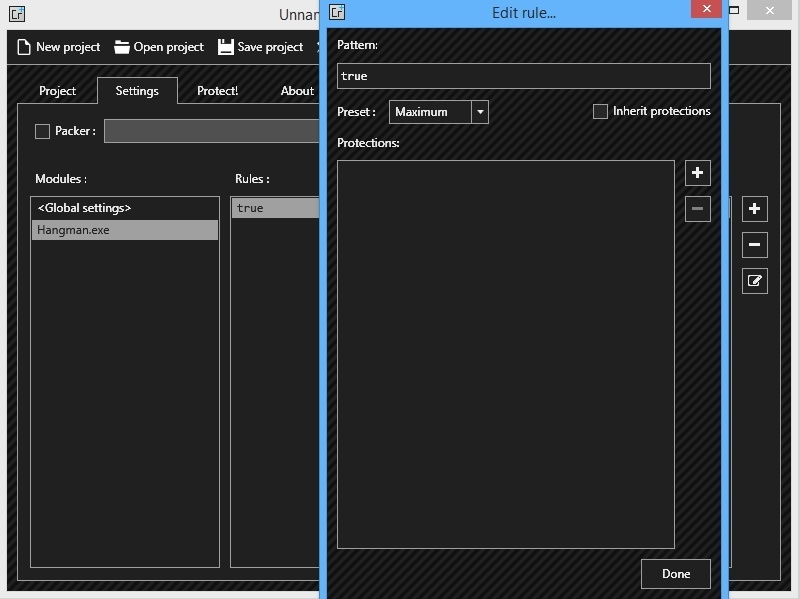 Unnan
Edit rule...
New project
Open project
Save project
Project
Settings
Protect!
About
Packer :
Modules :
Rules :
<Global settings>
Hangman.exe
true
Pattern:
true
Preset :
Maximum
Inherit protections
Protections:
Done